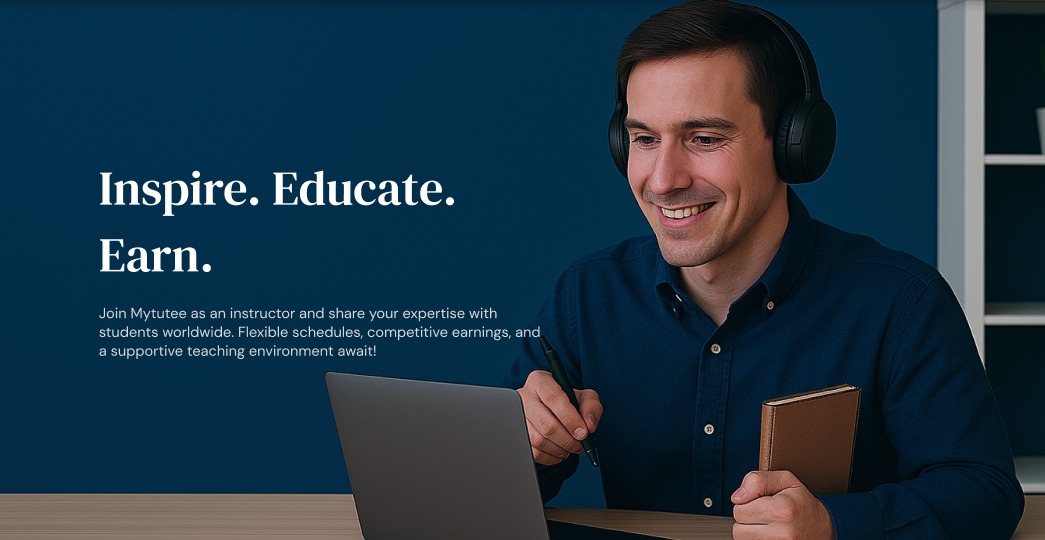 Inspire. Educate.
Earn.
Join Mytutee as an instructor and share your expertise with
students worldwide. Flexible schedules, competitive earnings, and
a supportive teaching environment await!